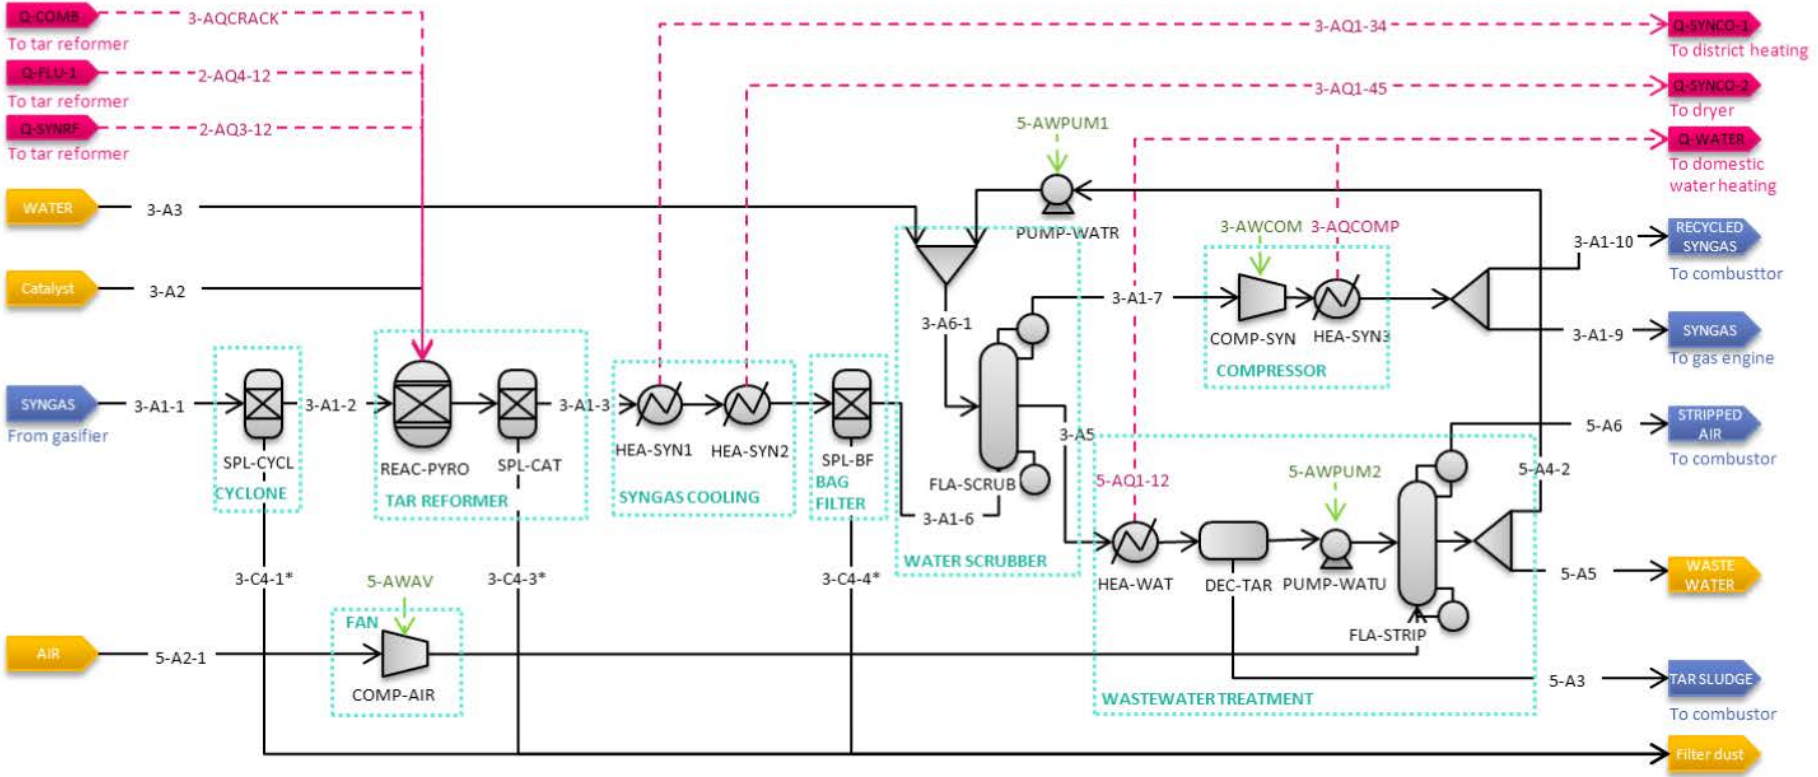 Q-COMB
3-AQCRACK
3-AQ1-34
Q-SYNCO-1
To tar reformer
To district heating
Q-FLU-1
2-AQ4-12
3-AQ1-45
Q-SYNCO-2
To tar reformer
To dryer
Q-SYNRF
2-AQ3-12
5-AWPUM1
Q-WATER
To tar reformer
To domestic
water heating
WATER
3-A3
PUMP-WATR
3-AWCOM
3-AQCOMP
3-A1-10
RECYCLED
SYNGAS
To combusttor
Catalyst
3-A2
3-A6-1
3-A1-7
COMP-SYN
HEA-SYN3
COMPRESSOR
3-A1-9
SYNGAS
To gas engine
SYNGAS
From gasifier
3-A1-1
3-A1-2
3-A1-3
SPL-CYCL
CYCLONE
REAC-PYRO
SPL-CAT
TAR REFORMER
HEA-SYN1
HEA-SYN2
SYNGAS COOLING
SPL-BF
BAG
FILTER
FLA-SCRUB
3-A1-6
WATER SCRUBBER
3-A5
5-AQ1-12
5-AWPUM2
5-A6
STRIPPED
AIR
To combustor
5-A4-2
HEA-WAT
DEC-TAR
PUMP-WATU
FLA-STRIP
5-A5
WASTE
WATER
3-C4-1*
5-AWAV
3-C4-3*
3-C4-4*
FAN
AIR
5-A2-1
COMP-AIR
WASTEWATER TREATMENT
5-A3
TAR SLUDGE
To combustor
Filter dust